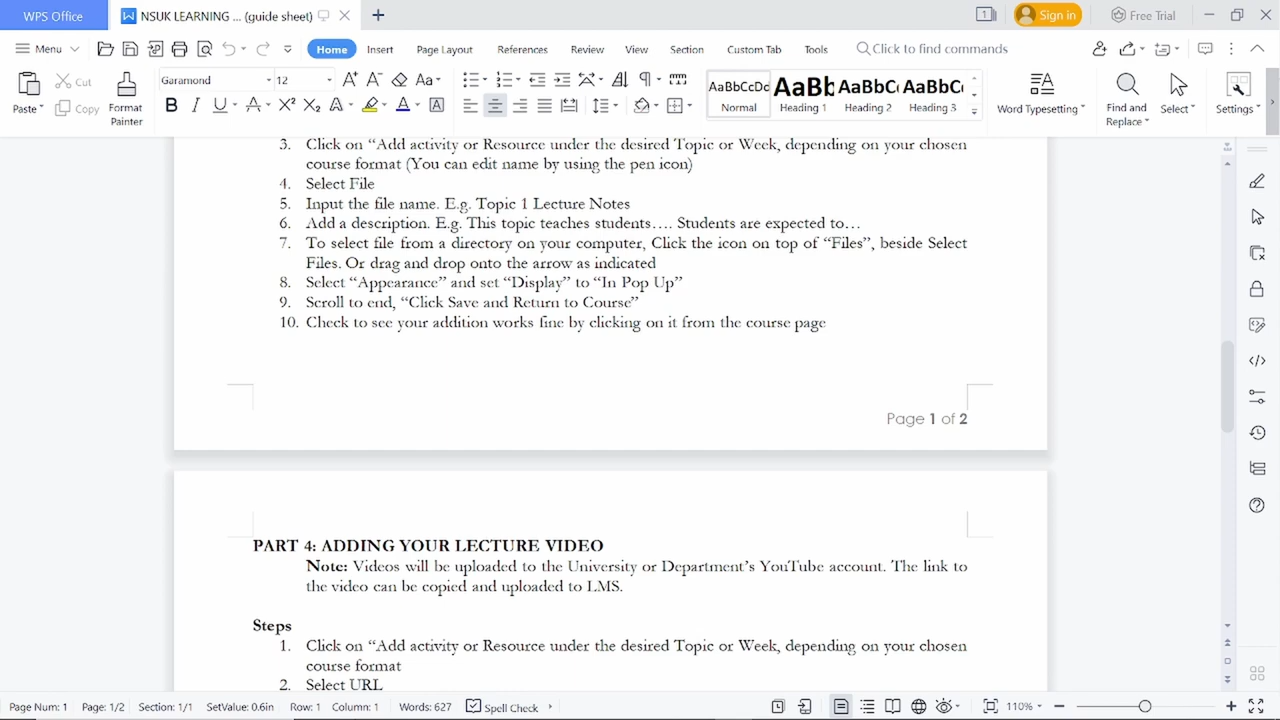 WPS Office
NSUK LEARNING ... (guide sheet)
1
Sign in
Free Trial
Menu
Home
Insert
Page Layout
References
Review
View
Section
Custom Tab
Tools
Click to find commands
Paste
Cut
Copy
Format Painter
Garamond
12
AaBbCcDd
Normal
AaBb
Heading 1
AaBbC
Heading 2
AaBbC
Heading 3
Word Typesetting
Find and Replace
Select
Settings
3. Click on “Add activity or Resource under the desired Topic or Week, depending on your chosen
course format (You can edit name by using the pen icon)
4. Select File
5. Input the file name. E.g. Topic 1 Lecture Notes
6. Add a description. E.g. This topic teaches students…. Students are expected to…
7. To select file from a directory on your computer, Click the icon on top of “Files”, beside Select
Files. Or drag and drop onto the arrow as indicated
8. Select “Appearance” and set “Display” to “In Pop Up”
9. Scroll to end, “Click Save and Return to Course”
10. Check to see your addition works fine by clicking on it from the course page
Page 1 of 2
PART 4: ADDING YOUR LECTURE VIDEO
Note: Videos will be uploaded to the University or Department’s YouTube account. The link to
the video can be copied and uploaded to LMS.
Steps
1. Click on “Add activity or Resource under the desired Topic or Week, depending on your chosen
course format
2. Select URL
Page Num: 1
Page: 1/2
Section: 1/1
SetValue: 0.6in
Row: 1
Column: 1
Words: 627
Spell Check
110%